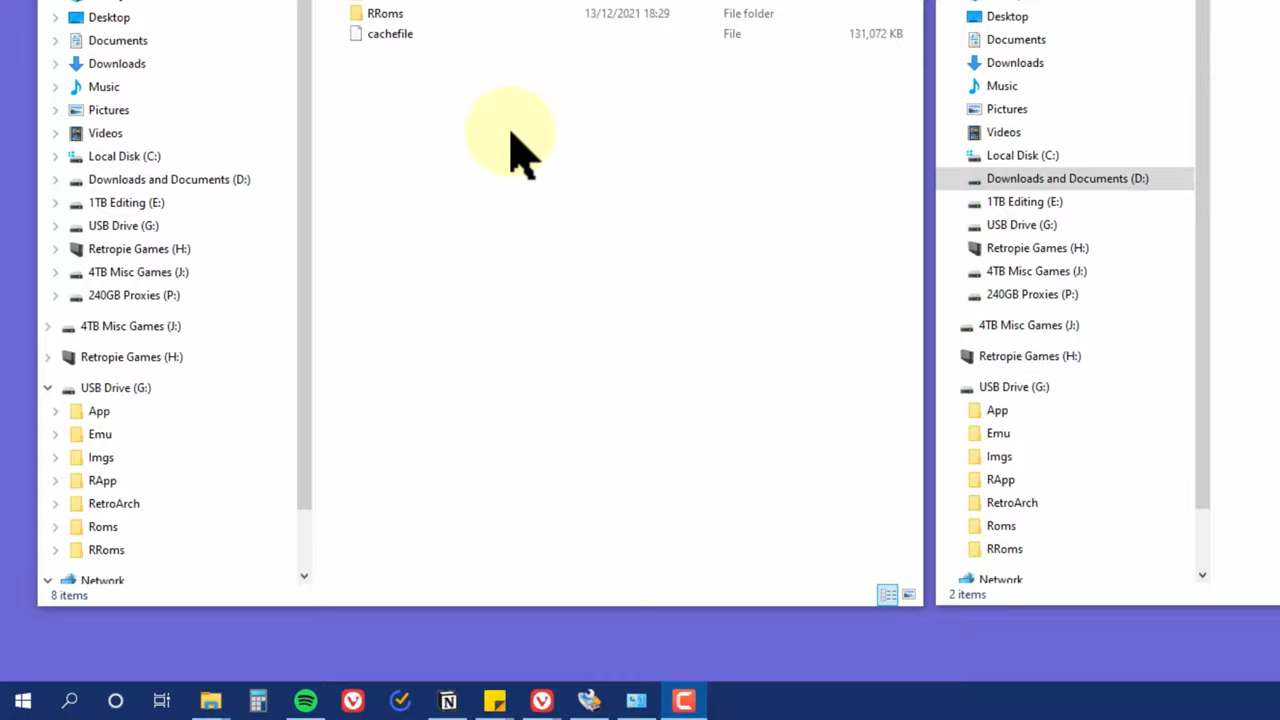 Desktop
Documents
Downloads
Music
Pictures
Videos
Local Disk (C:)
Downloads and Documents (D:)
1TB Editing (E:)
USB Drive (G:)
Retropie Games (H:)
4TB Misc Games (J:)
240GB Proxies (P:)
4TB Misc Games (J:)
Retropie Games (H:)
USB Drive (G:)
App
Emu
Imgs
RApp
RetroArch
Roms
RRoms
Network
8 items
RRoms 13/12/2021 18:29 File folder
cachefile File 131,072 KB
Desktop
Documents
Downloads
Music
Pictures
Videos
Local Disk (C:)
Downloads and Documents (D:)
1TB Editing (E:)
USB Drive (G:)
Retropie Games (H:)
4TB Misc Games (J:)
240GB Proxies (P:)
4TB Misc Games (J:)
Retropie Games (H:)
USB Drive (G:)
App
Emu
Imgs
RApp
RetroArch
Roms
RRoms
Network
2 items